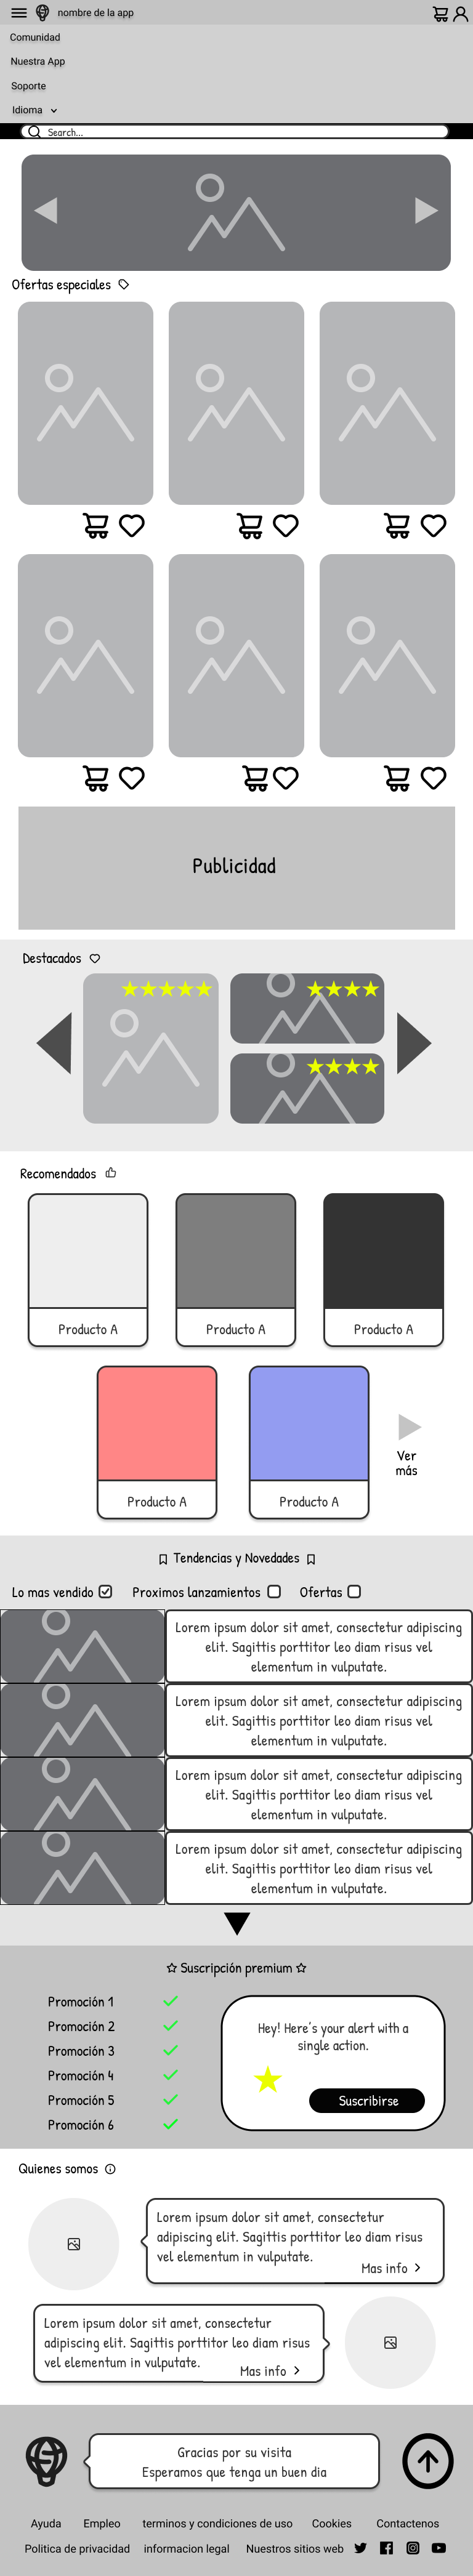 nombre de la app
Comunidad
Nuestra App
Soporte
Idioma
Search...
Ofertas especiales
Publicidad
Destacados
Recomendados
Producto A
Producto A
Producto A
Producto A
Producto A
Ver
más
Tendencias y Novedades
Lo mas vendido
Proximos lanzamientos
Ofertas
Lorem ipsum dolor sit amet, consectetur adipiscing
elit. Sagittis porttitor leo diam risus vel
elementum in vulputate.
Lorem ipsum dolor sit amet, consectetur adipiscing
elit. Sagittis porttitor leo diam risus vel
elementum in vulputate.
Lorem ipsum dolor sit amet, consectetur adipiscing
elit. Sagittis porttitor leo diam risus vel
elementum in vulputate.
Lorem ipsum dolor sit amet, consectetur adipiscing
elit. Sagittis porttitor leo diam risus vel
elementum in vulputate.
Suscripción premium
Promoción 1
Promoción 2
Promoción 3
Promoción 4
Promoción 5
Promoción 6
Hey! Here's your alert with a
single action.
Suscribirse
Quienes somos
Lorem ipsum dolor sit amet, consectetur
adipiscing elit. Sagittis porttitor leo diam risus
vel elementum in vulputate.
Mas info
Lorem ipsum dolor sit amet, consectetur
adipiscing elit. Sagittis porttitor leo diam risus
vel elementum in vulputate.
Mas info
Gracias por su visita
Esperamos que tenga un buen dia
Ayuda Empleo terminos y condiciones de uso Cookies Contactenos
Politica de privacidad informacion legal Nuestros sitios web